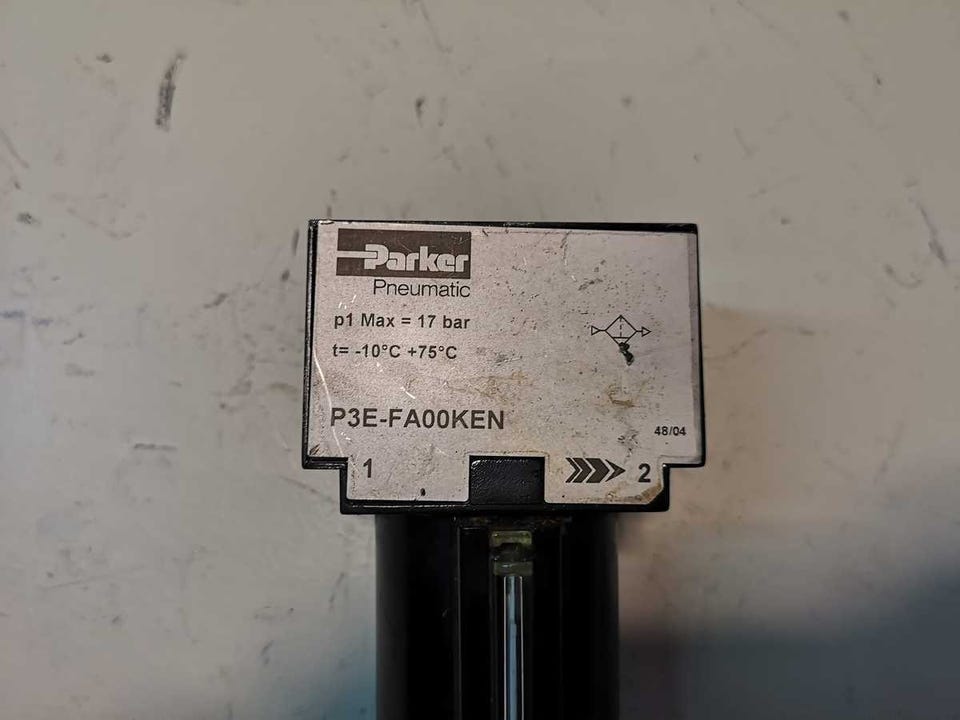 Parker
Pneumatic
p1 Max = 17 bar
t= -10°C +75°C
P3E-FA00KEN
48/04
1
2